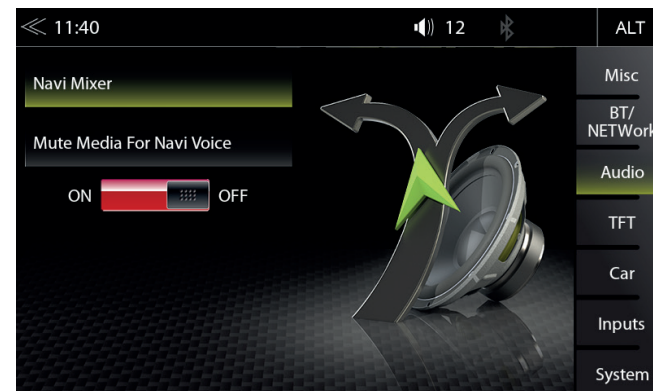 11:40
12
ALT
Navi Mixer
Mute Media For Navi Voice
ON OFF
Misc
BT/
NETWork
Audio
TFT
Car
Inputs
System